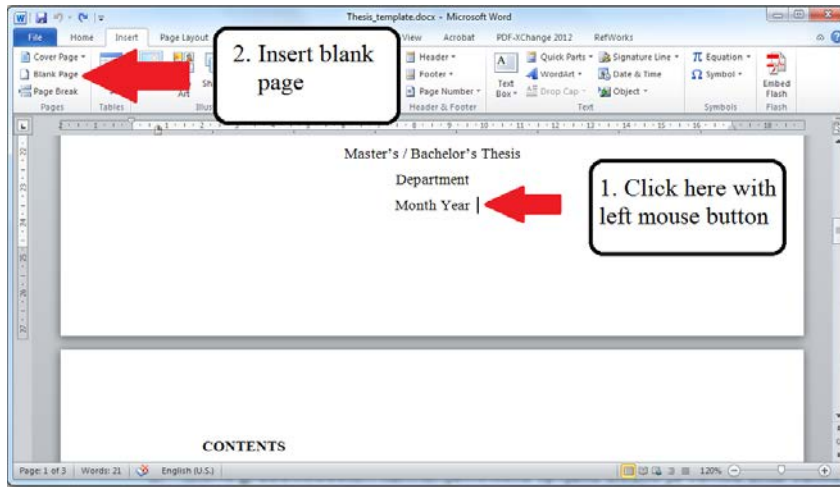 Thesis_template.docx - Microsoft Word
File Home Insert Page Layout View Acrobat PDF-XChange 2012 RefWorks
Cover Page
Blank Page
Page Break
Pages
Tables
Art
Header
Footer
Page Number
Header & Footer
A
Text Box
Quick Parts
WordArt
Drop Cap
Signature Line
Date & Time
Object
Text
π Equation
Ω Symbol
Symbols
Embed Flash
Flash
2. Insert blank
page
Master's / Bachelor's Thesis
Department
Month Year
1. Click here with
left mouse button
CONTENTS
Page: 1 of 3 Words: 21 English (U.S.) 120%